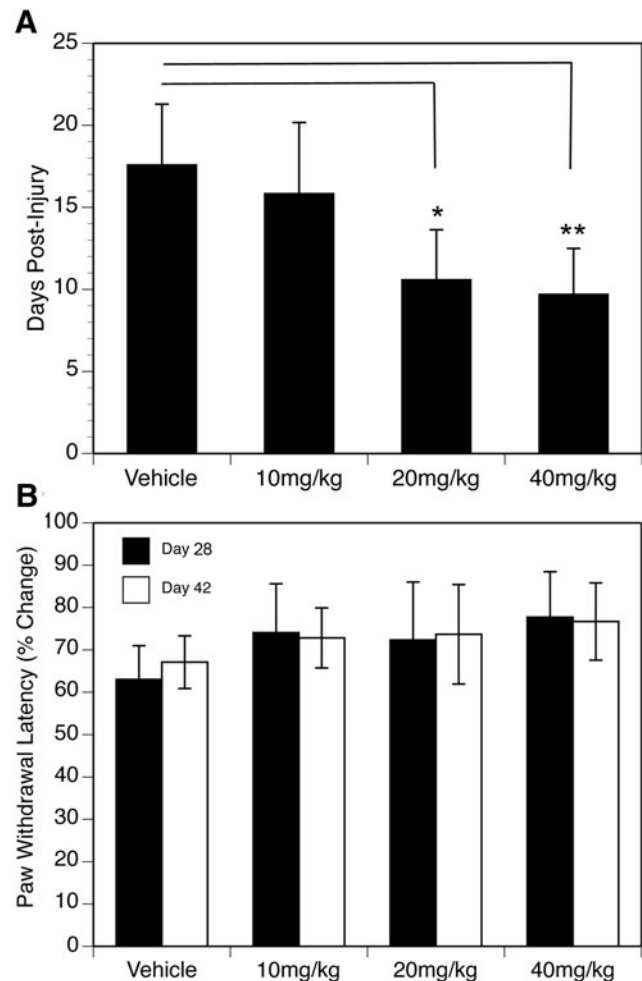 A
25
20
15
10
5
0
Days Post-Injury
*
**
Vehicle 10mg/kg 20mg/kg 40mg/kg
B
100
90
80
70
60
50
40
30
20
10
0
Paw Withdrawal Latency (% Change)
Day 28
Day 42
Vehicle 10mg/kg 20mg/kg 40mg/kg